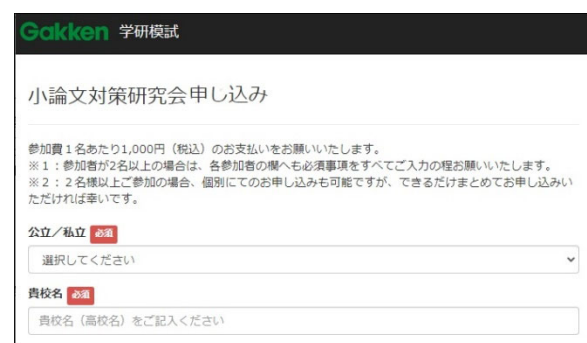 Gakken 学研模試
小論文対策研究会申し込み
参加費1名あたり1,000円（税込）のお支払いをお願いいたします。
※1：参加者が2名以上の場合は、各参加者の欄へも必須事項をすべてご入力の程お願いいたします。
※2：2名様以上ご参加の場合、個別にてのお申し込みも可能ですが、できるだけまとめてお申し込みい
ただければ幸いです。
公立／私立 必須
選択してください
貴校名 必須
貴校名（高校名）をご記入ください